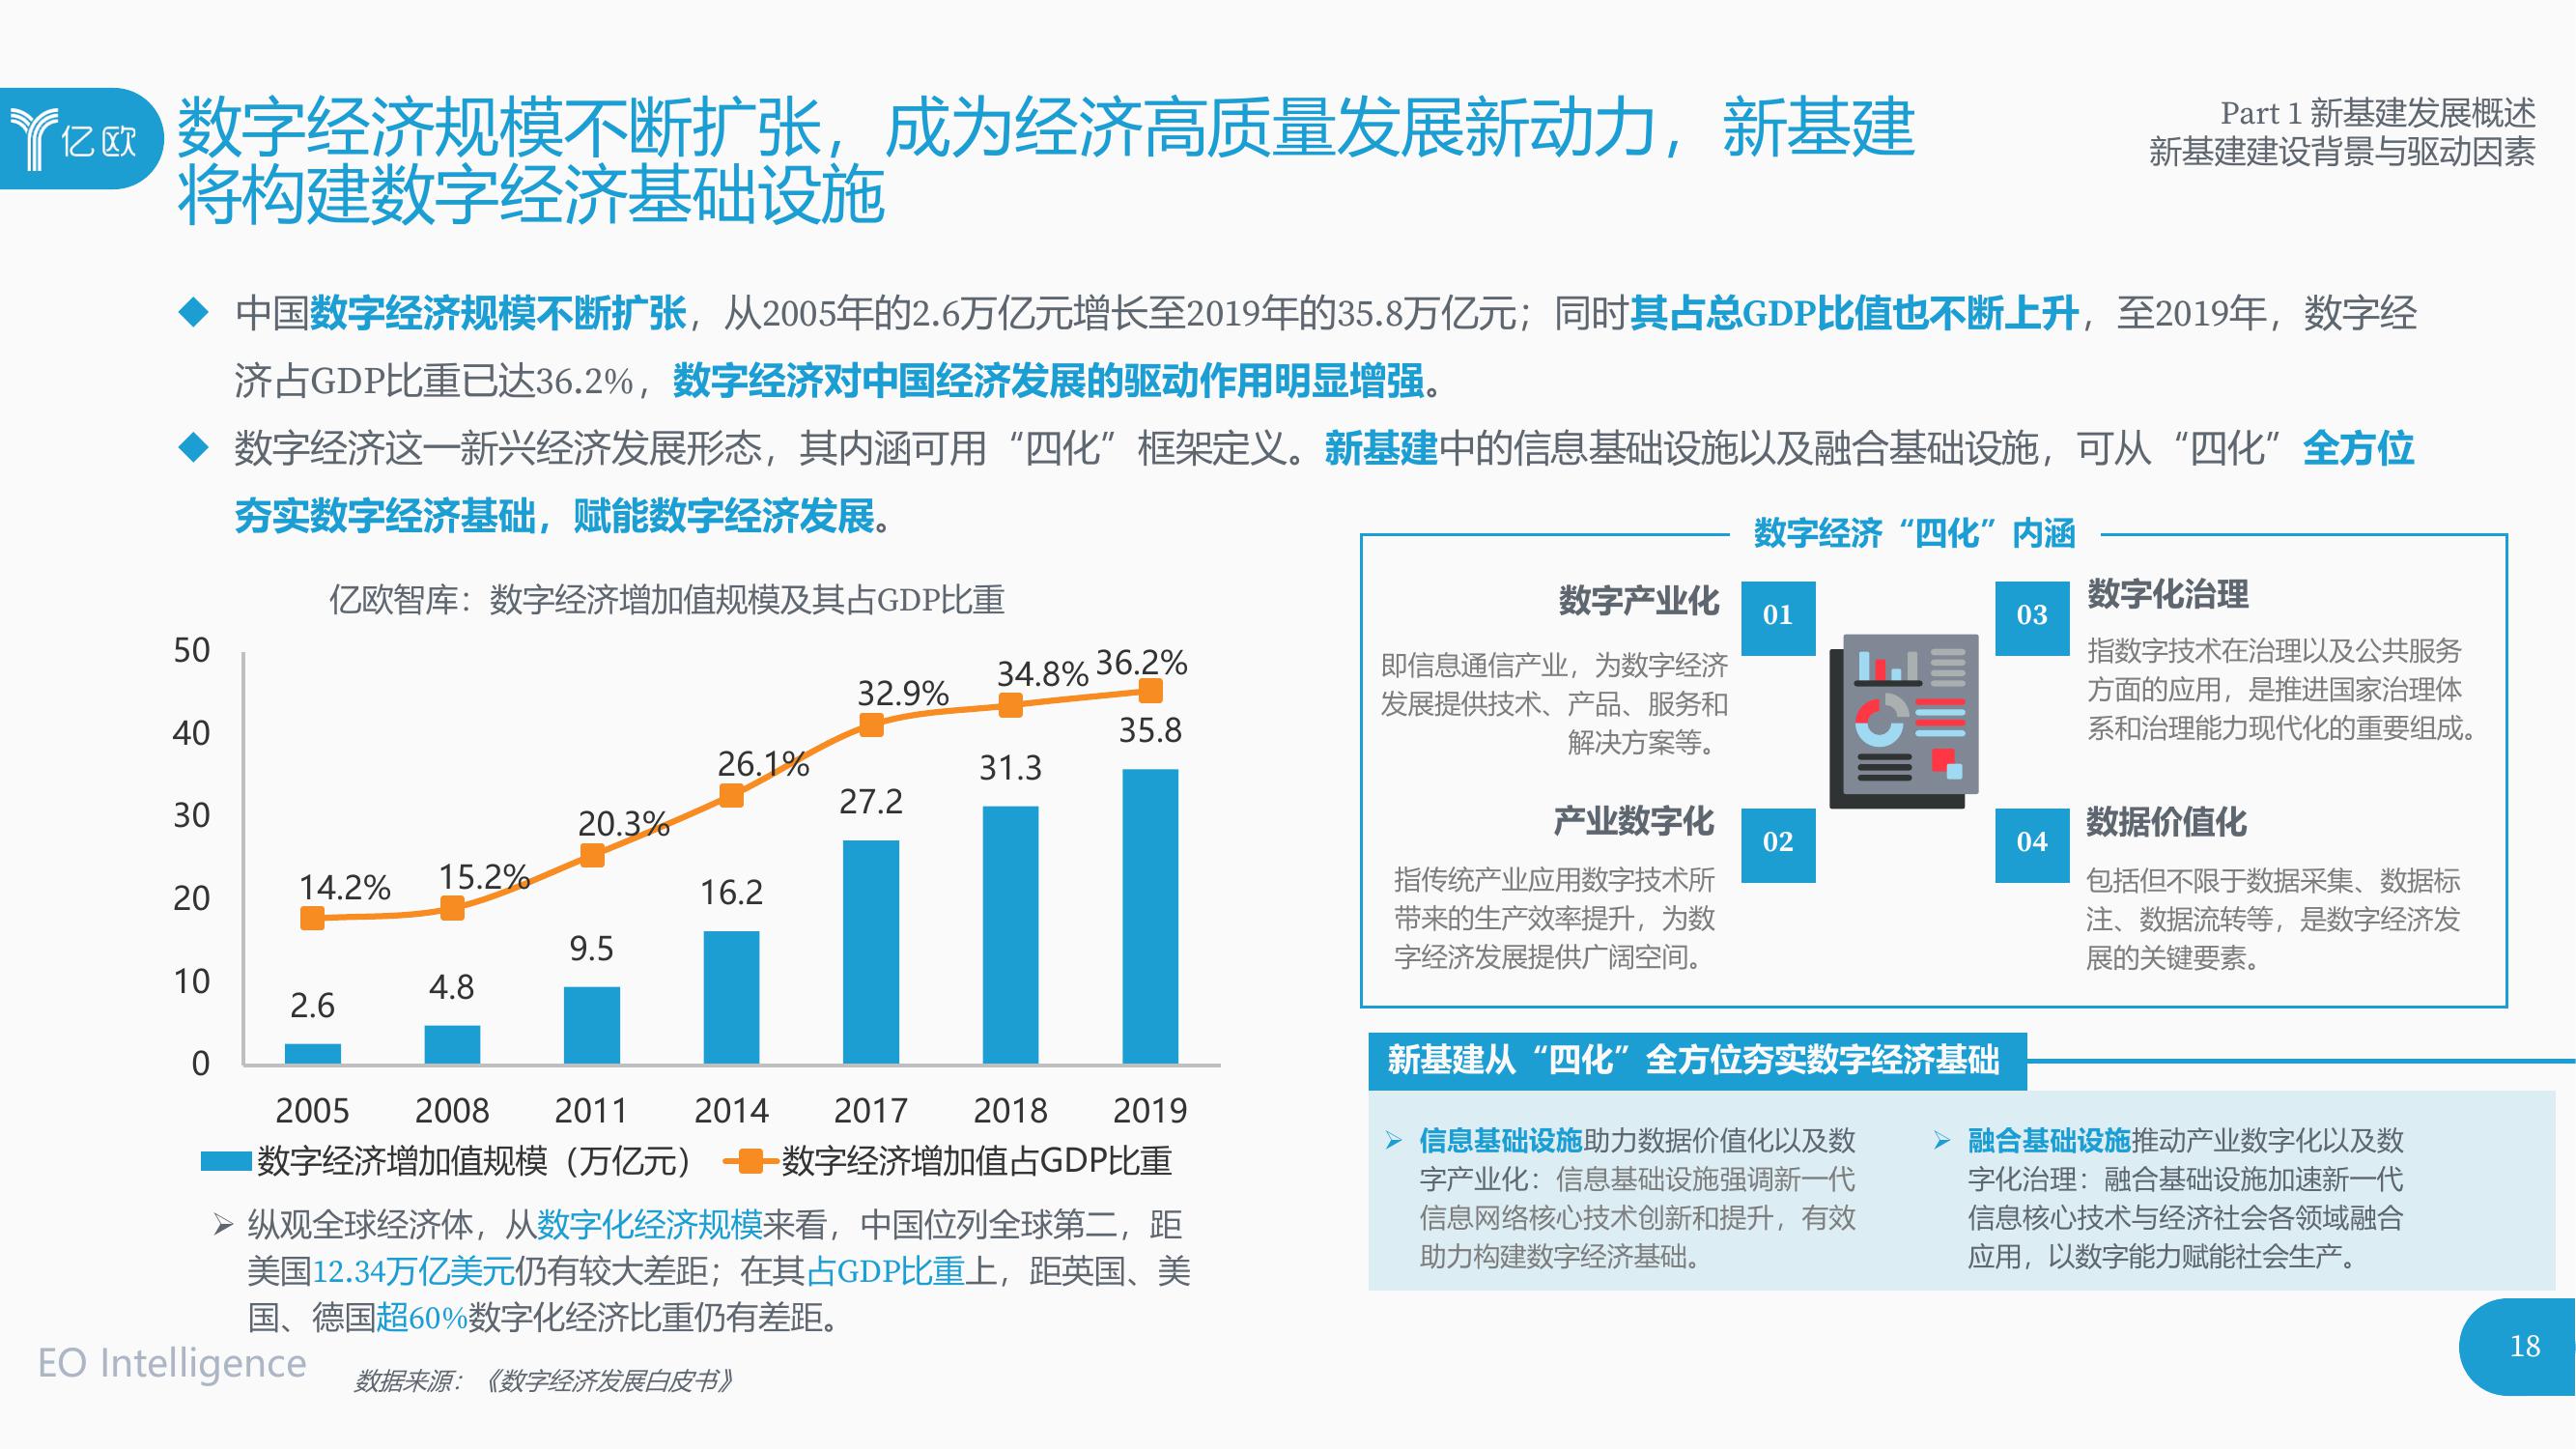 亿欧
数字经济规模不断扩张，成为经济高质量发展新动力，新基建
将构建数字经济基础设施
Part 1 新基建发展概述
新基建建设背景与驱动因素
中国数字经济规模不断扩张，从2005年的2.6万亿元增长至2019年的35.8万亿元；同时其占总GDP比值也不断上升，至2019年，数字经
济占GDP比重已达36.2%，数字经济对中国经济发展的驱动作用明显增强。
数字经济这一新兴经济发展形态，其内涵可用“四化”框架定义。新基建中的信息基础设施以及融合基础设施，可从“四化”全方位
夯实数字经济基础，赋能数字经济发展。
亿欧智库：数字经济增加值规模及其占GDP比重
50
40
30
20
10
0
14.2%
15.2%
20.3%
26.1%
32.9%
34.8%
36.2%
2.6
4.8
9.5
16.2
27.2
31.3
35.8
2005 2008 2011 2014 2017 2018 2019
数字经济增加值规模（万亿元） 数字经济增加值占GDP比重
➢ 纵观全球经济体，从数字化经济规模来看，中国位列全球第二，距
美国12.34万亿美元仍有较大差距；在其占GDP比重上，距英国、美
国、德国超60%数字化经济比重仍有差距。
数字经济“四化”内涵
数字产业化
01
即信息通信产业，为数字经济
发展提供技术、产品、服务和
解决方案等。
产业数字化
02
指传统产业应用数字技术所
带来的生产效率提升，为数
字经济发展提供广阔空间。
03
数字化治理
指数字技术在治理以及公共服务
方面的应用，是推进国家治理体
系和治理能力现代化的重要组成。
04
数据价值化
包括但不限于数据采集、数据标
注、数据流转等，是数字经济发
展的关键要素。
新基建从“四化”全方位夯实数字经济基础
➢ 信息基础设施助力数据价值化以及数
字产业化：信息基础设施强调新一代
信息网络核心技术创新和提升，有效
助力构建数字经济基础。
➢ 融合基础设施推动产业数字化以及数
字化治理：融合基础设施加速新一代
信息核心技术与经济社会各领域融合
应用，以数字能力赋能社会生产。
EO Intelligence
数据来源：《数字经济发展白皮书》
18